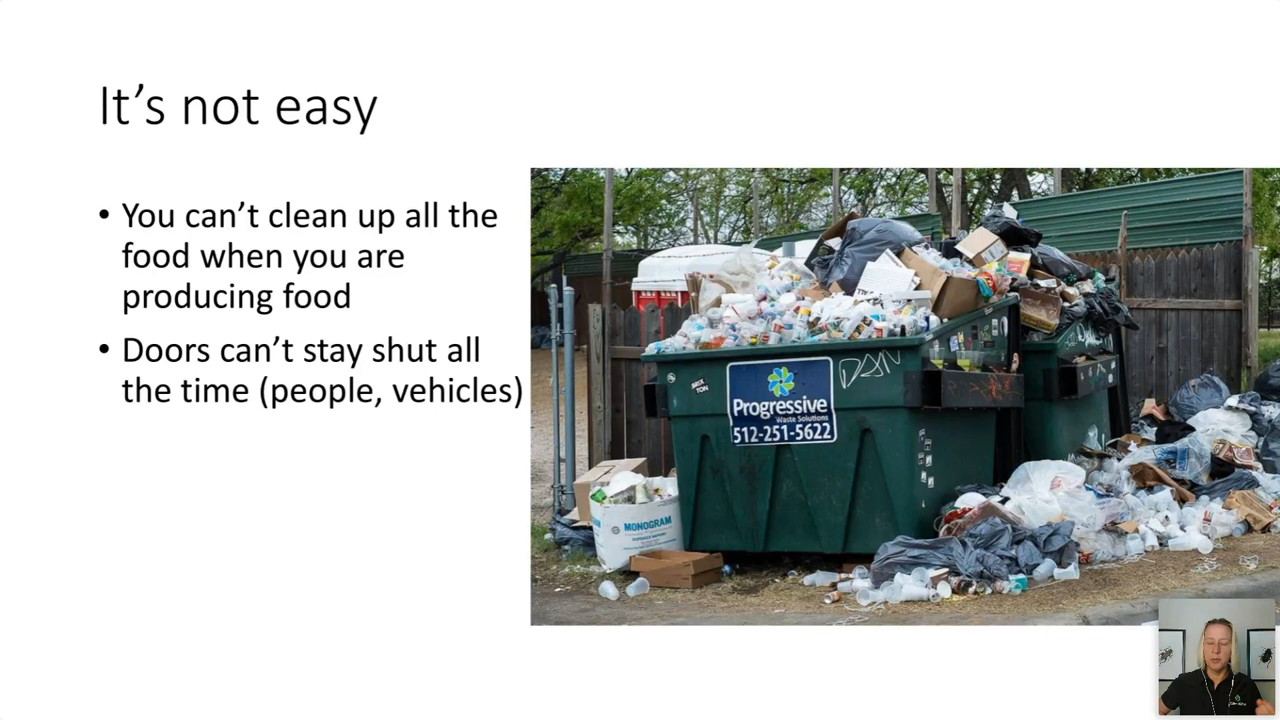 It’s not easy
• You can’t clean up all the
food when you are
producing food
• Doors can’t stay shut all
the time (people, vehicles)
DAN
Progressive
Waste Solutions
512-251-5622
MONOGRAM